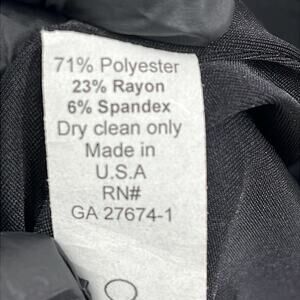 71% Polyester
23% Rayon
6% Spandex
Dry clean only
Made in
U.S.A
RN#
GA 27674-1